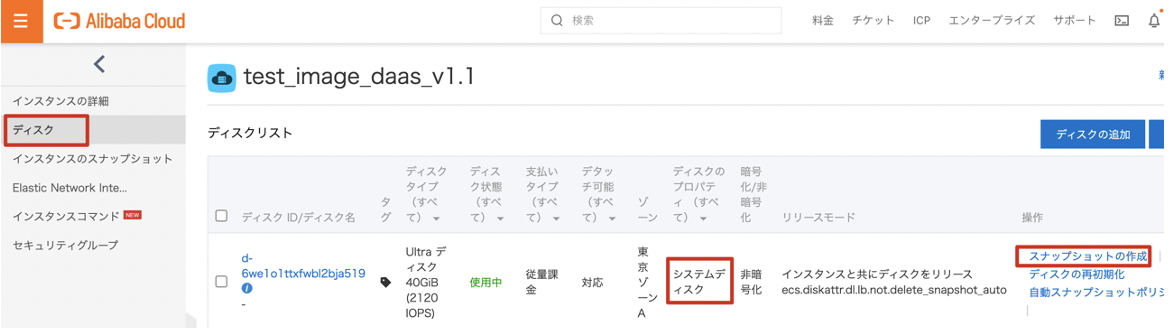 Alibaba Cloud
検索
料金 チケット ICP エンタープライズ サポート
インスタンスの詳細
ディスク
インスタンスのスナップショット
Elastic Network Inte...
インスタンスコマンド NEW
セキュリティグループ
test_image_daas_v1.1
ディスクリスト
ディスクの追加
ディスク ID/ディスク名
タ
グ
ディスク
タイプ
（すべ
て）
ディス
ク状態
（すべ
て）
支払い
タイプ
（すべ
て）
デタッ
チ可能
（すべ
て）
ゾ
ーン
ディスクの
プロパテ
ィ （すべ
て）
暗号
化/非
暗号
化
リリースモード
操作
d-
6we1o1ttxfwbl2bja519
-
Ultra デ
ィスク
40GiB
(2120
IOPS)
使用中
従量課
金
対応
東
京
ゾ
ーン
A
システムデ
ィスク
非暗
号化
インスタンスと共にディスクをリリース
ecs.diskattr.dl.lb.not.delete_snapshot_auto
スナップショットの作成
ディスクの再初期化
自動スナップショットポリシ